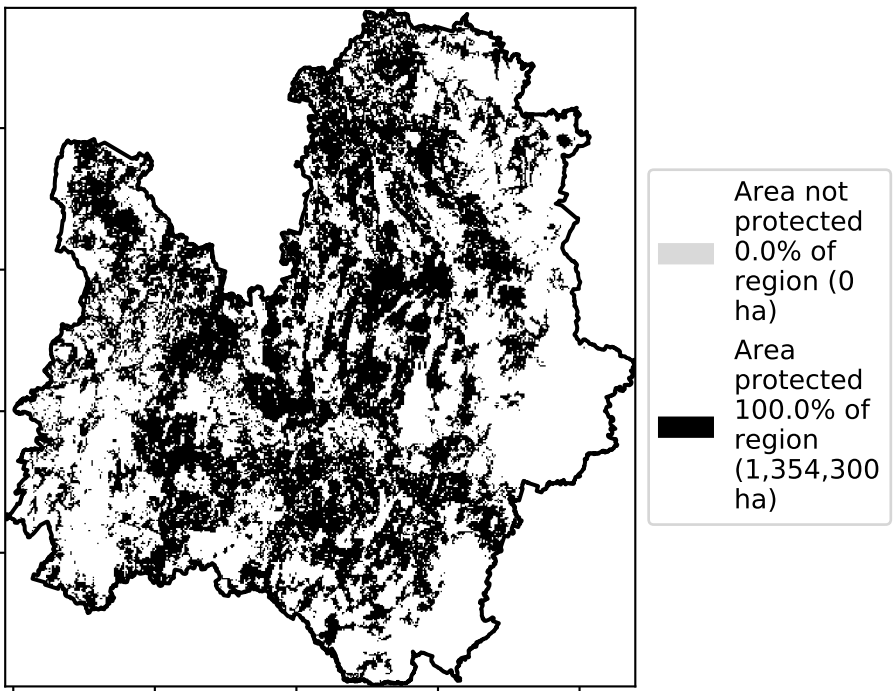 Area not
protected
0.0% of
region (0
ha)
Area
protected
100.0% of
region
(1,354,300
ha)